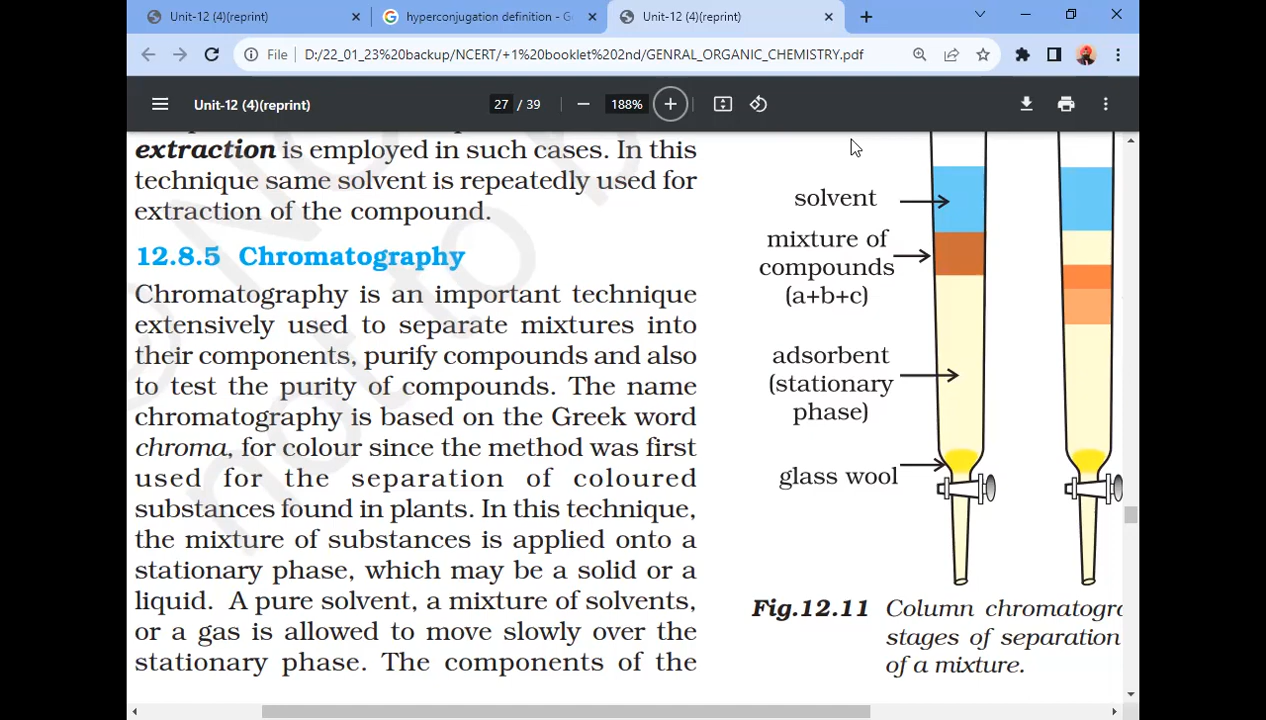 Unit-12 (4)(reprint)
hyperconjugation definition - G
Unit-12 (4)(reprint)
File
D:/22_01_23%20backup/NCERT/+1%20booklet%202nd/GENRAL_ORGANIC_CHEMISTRY.pdf
Unit-12 (4)(reprint)
27 / 39
188%
extraction is employed in such cases. In this
technique same solvent is repeatedly used for
extraction of the compound.
12.8.5 Chromatography
Chromatography is an important technique
extensively used to separate mixtures into
their components, purify compounds and also
to test the purity of compounds. The name
chromatography is based on the Greek word
chroma, for colour since the method was first
used for the separation of coloured
substances found in plants. In this technique,
the mixture of substances is applied onto a
stationary phase, which may be a solid or a
liquid. A pure solvent, a mixture of solvents,
or a gas is allowed to move slowly over the
stationary phase. The components of the
solvent
mixture of
compounds
(a+b+c)
adsorbent
(stationary
phase)
glass wool
Fig.12.11 Column chromatogra
stages of separation
of a mixture.